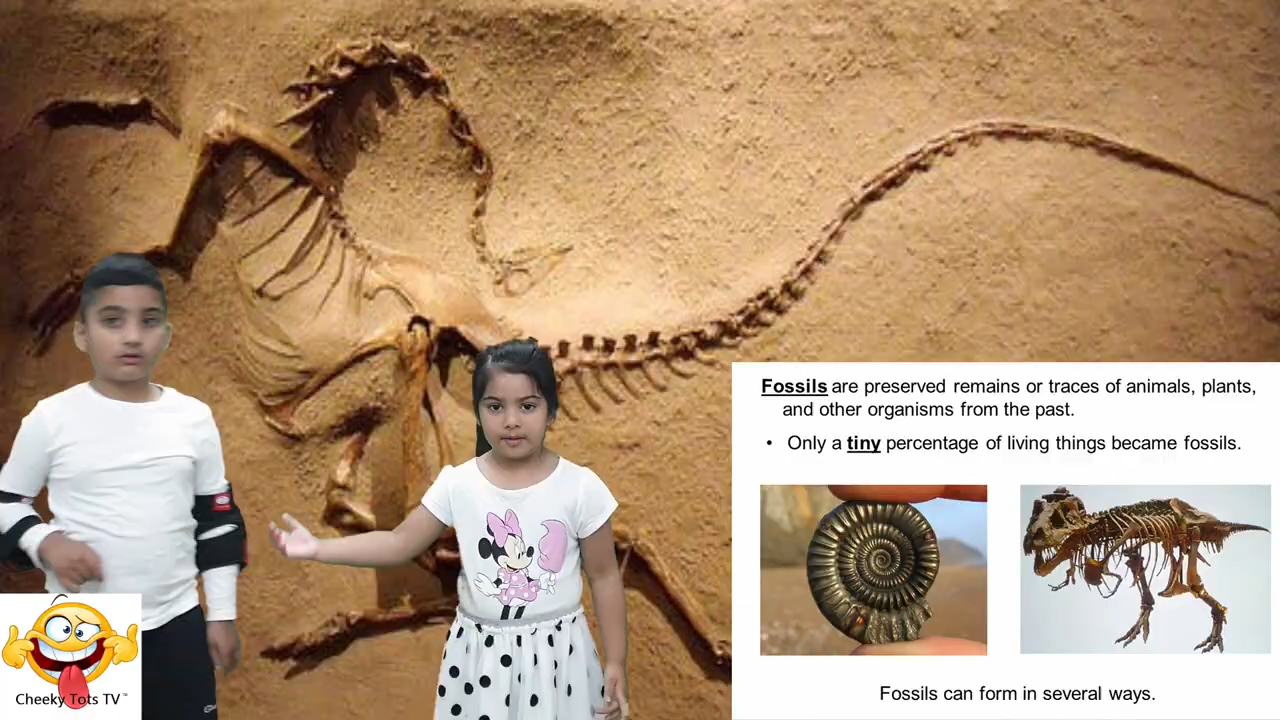 Fossils are preserved remains or traces of animals, plants,
and other organisms from the past.
• Only a tiny percentage of living things became fossils.
Fossils can form in several ways.
Cheeky Tots TV™